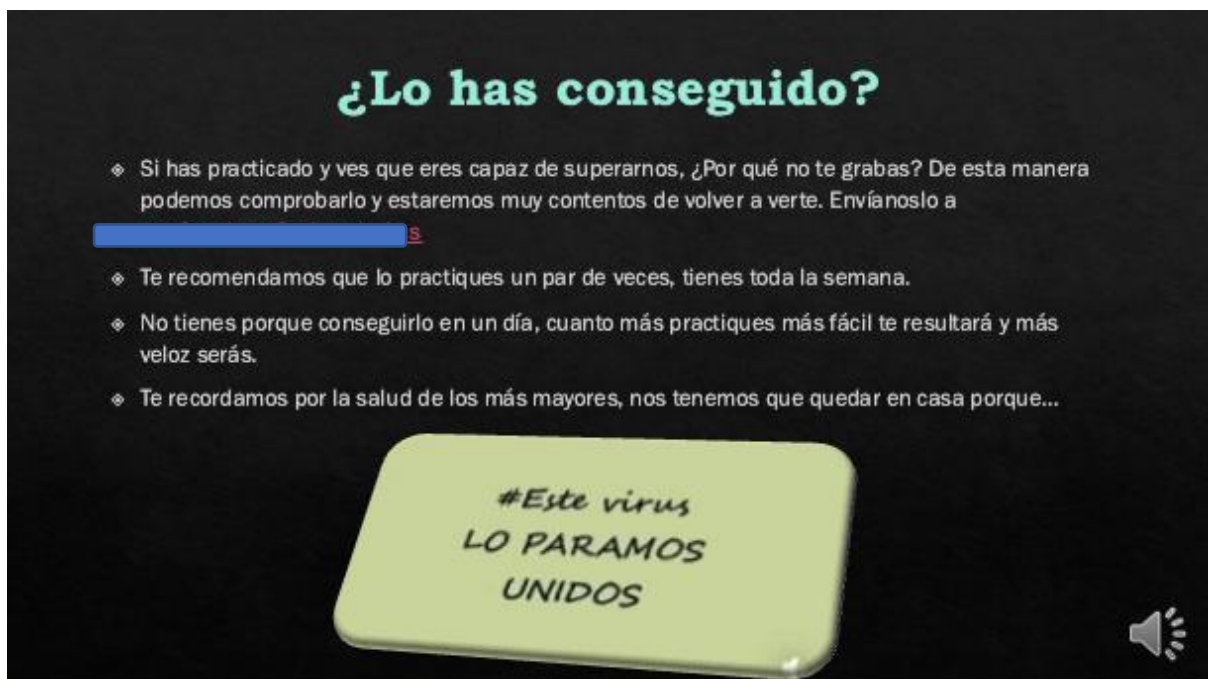 ¿Lo has conseguido?
Si has practicado y ves que eres capaz de superarnos, ¿Por qué no te grabas? De esta manera
podemos comprobarlo y estaremos muy contentos de volver a verte. Envíanoslo a
s
Te recomendamos que lo practiques un par de veces, tienes toda la semana.
No tienes porque conseguirlo en un día, cuanto más practiques más fácil te resultará y más
veloz serás.
Te recordamos por la salud de los más mayores, nos tenemos que quedar en casa porque...
#Este virus
LO PARAMOS
UNIDOS